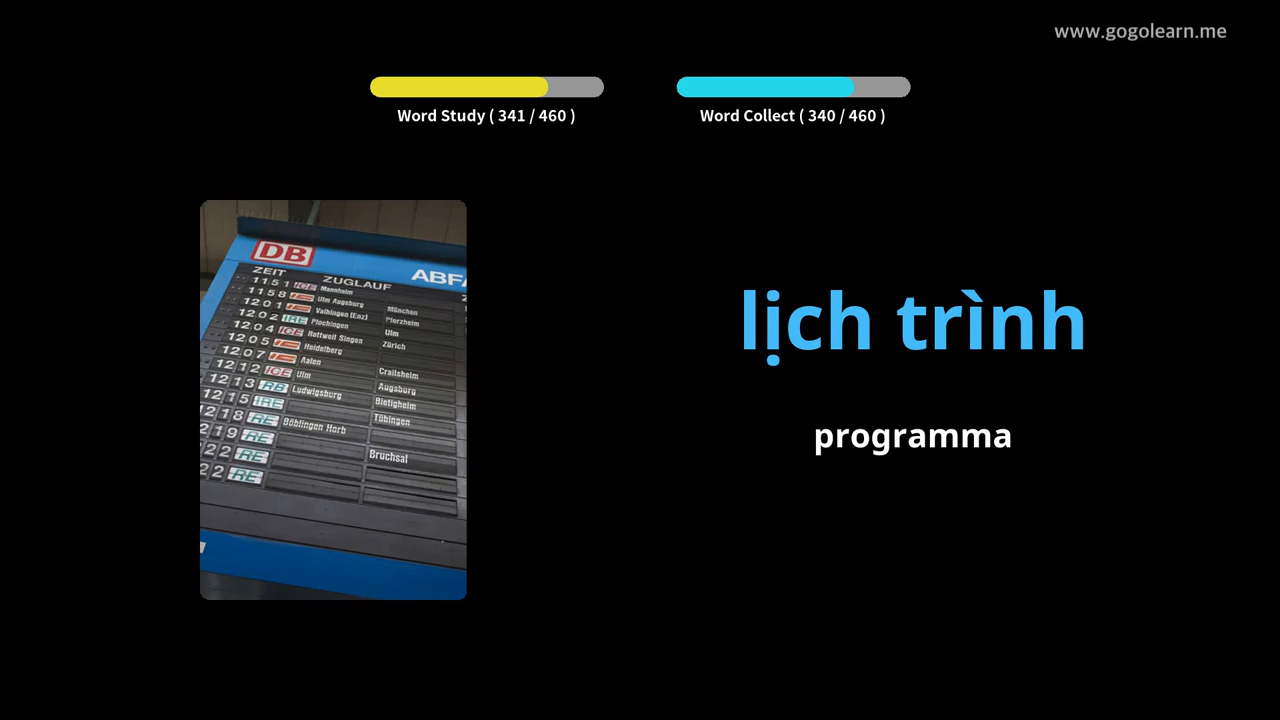 www.gogolearn.me
Word Study ( 341 / 460 )
Word Collect ( 340 / 460 )
DB
ZEIT ZUGLAUF ABFA
1151 ICE Mannheim
1158 Ulm Augsburg München
1201 Vaihingen (Enz) Pforzheim
1202 IRE Plochingen Ulm
1204 ICE Rottweil Singen Zürich
1205 Heidelberg
1207 Aalen Crailsheim
1212 ICE Ulm Augsburg
1213 RB Ludwigsburg Bietigheim
1215 IRE Tübingen
1218 RE Böblingen Horb
219 RE
22 RE Bruchsal
22 RE
lịch trình
programma